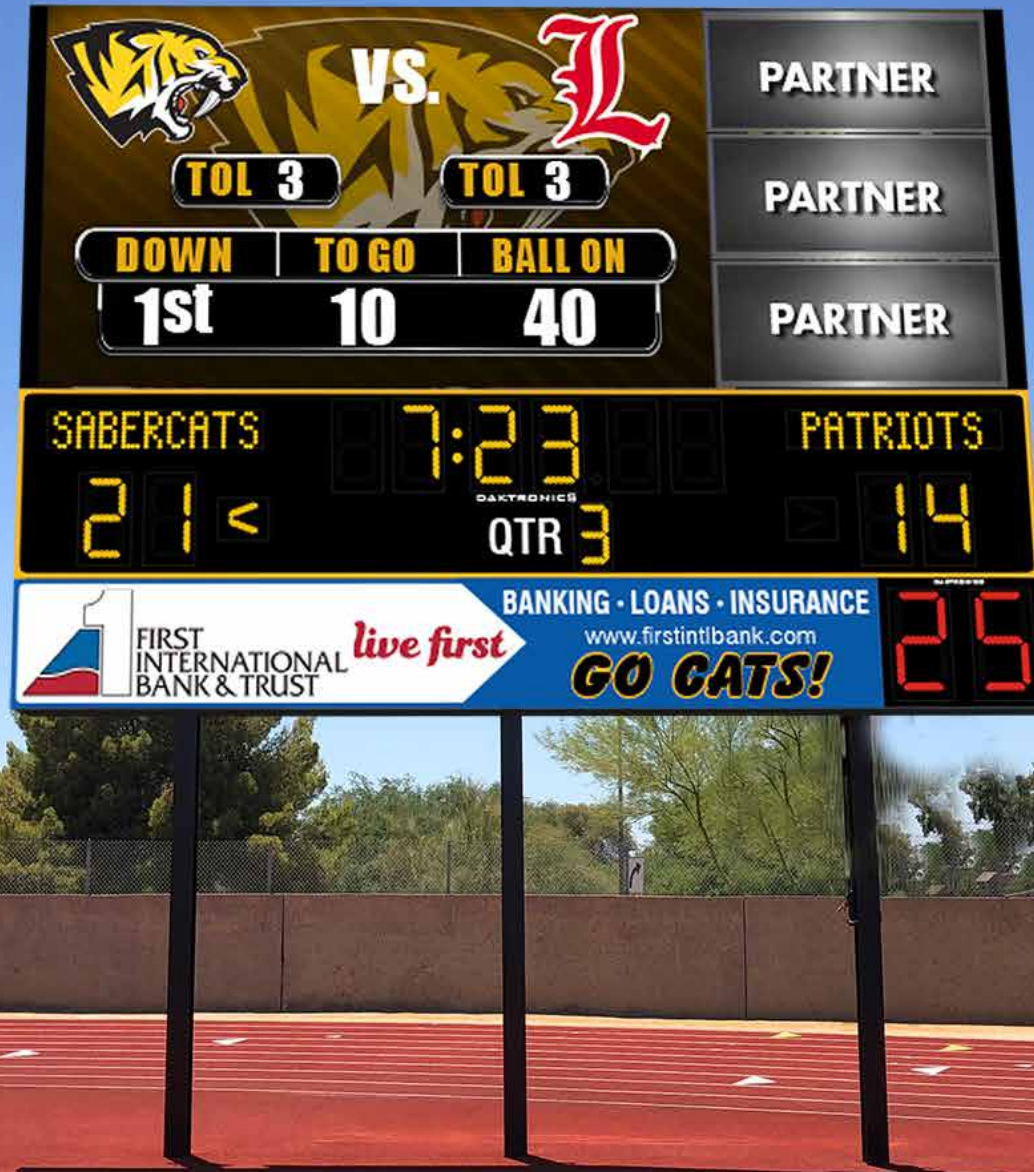 VS.
L
PARTNER
TOL 3
TOL 3
PARTNER
DOWN TO GO BALL ON
1st 10 40
PARTNER
SABERCATS 7:23 PATRIOTS
DAKTRONICS
21 < QTR 3 14
1
FIRST
INTERNATIONAL
BANK & TRUST
live first
BANKING · LOANS · INSURANCE
www.firstintlbank.com
GO CATS!
DAKTRONICS
25